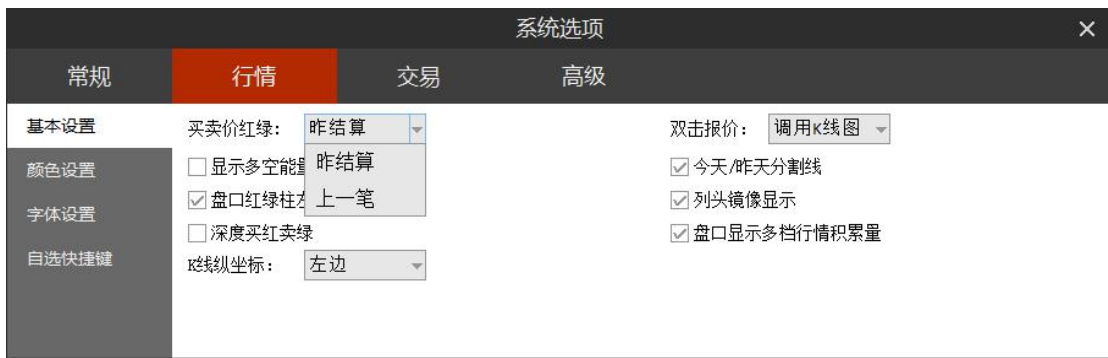 系统选项
常规 行情 交易 高级
基本设置
颜色设置
字体设置
自选快捷键
买卖价红绿： 昨结算
昨结算
上一笔
显示多空能量
盘口红绿柱左
深度买红卖绿
K线纵坐标： 左边
双击报价： 调用K线图
今天/昨天分割线
列头镜像显示
盘口显示多档行情积累量